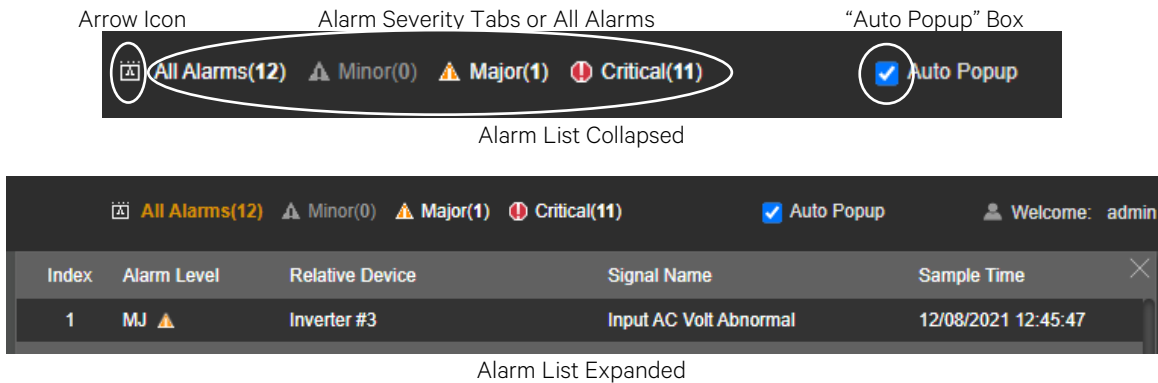 Arrow Icon Alarm Severity Tabs or All Alarms “Auto Popup” Box
All Alarms(12) Minor(0) Major(1) Critical(11) Auto Popup
Alarm List Collapsed
All Alarms(12) Minor(0) Major(1) Critical(11) Auto Popup Welcome: admin
Index Alarm Level Relative Device Signal Name Sample Time
1 MJ Inverter #3 Input AC Volt Abnormal 12/08/2021 12:45:47
Alarm List Expanded